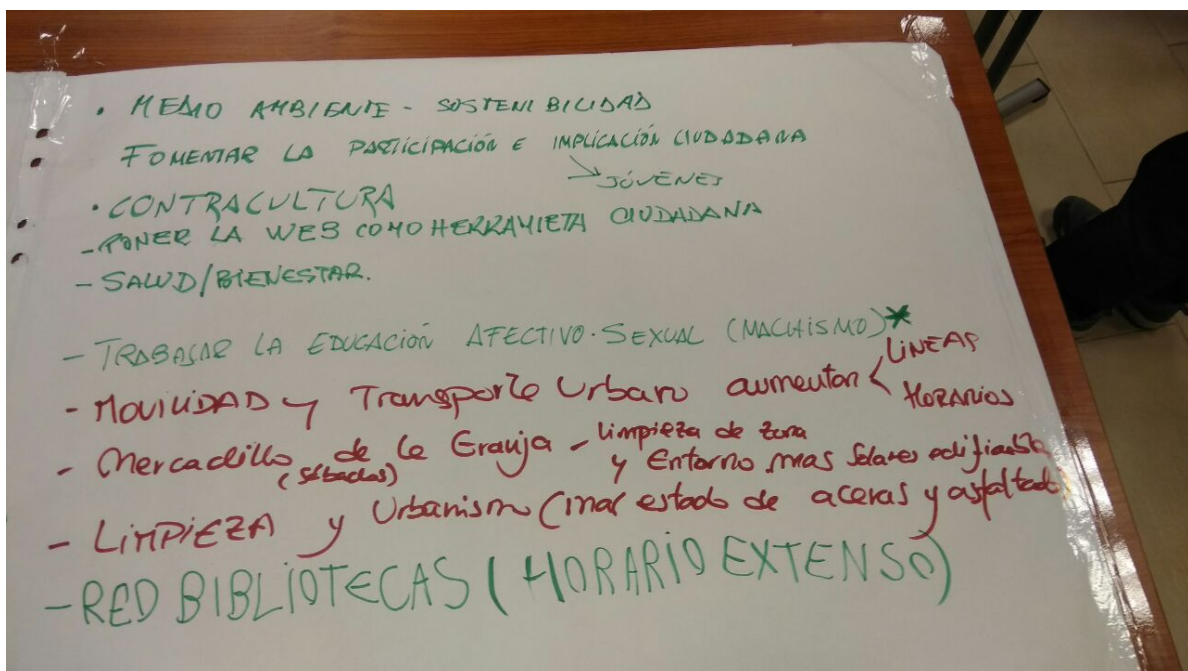 • MEDIO AMBIENTE - SOSTENIBILIDAD
FOMENTAR LA PARTICIPACIÓN E IMPLICACIÓN CIUDADANA
→ JÓVENES
• CONTRACULTURA
- PONER LA WEB COMO HERRAMIETA CIUDADANA
- SALUD/BIENESTAR.
- TRABAJAR LA EDUCACIÓN AFECTIVO-SEXUAL (MACHISMO)*
- MOVILIDAD y Transporte Urbano aumentar < LINEAS
HORARIOS
- Mercadillo de la Granja - limpieza de zona
(sábados) y Entorno mas Solares edificables
- LIMPIEZA y Urbanismo (mal estado de aceras y asfaltado)
- RED BIBLIOTECAS (HORARIO EXTENSO)